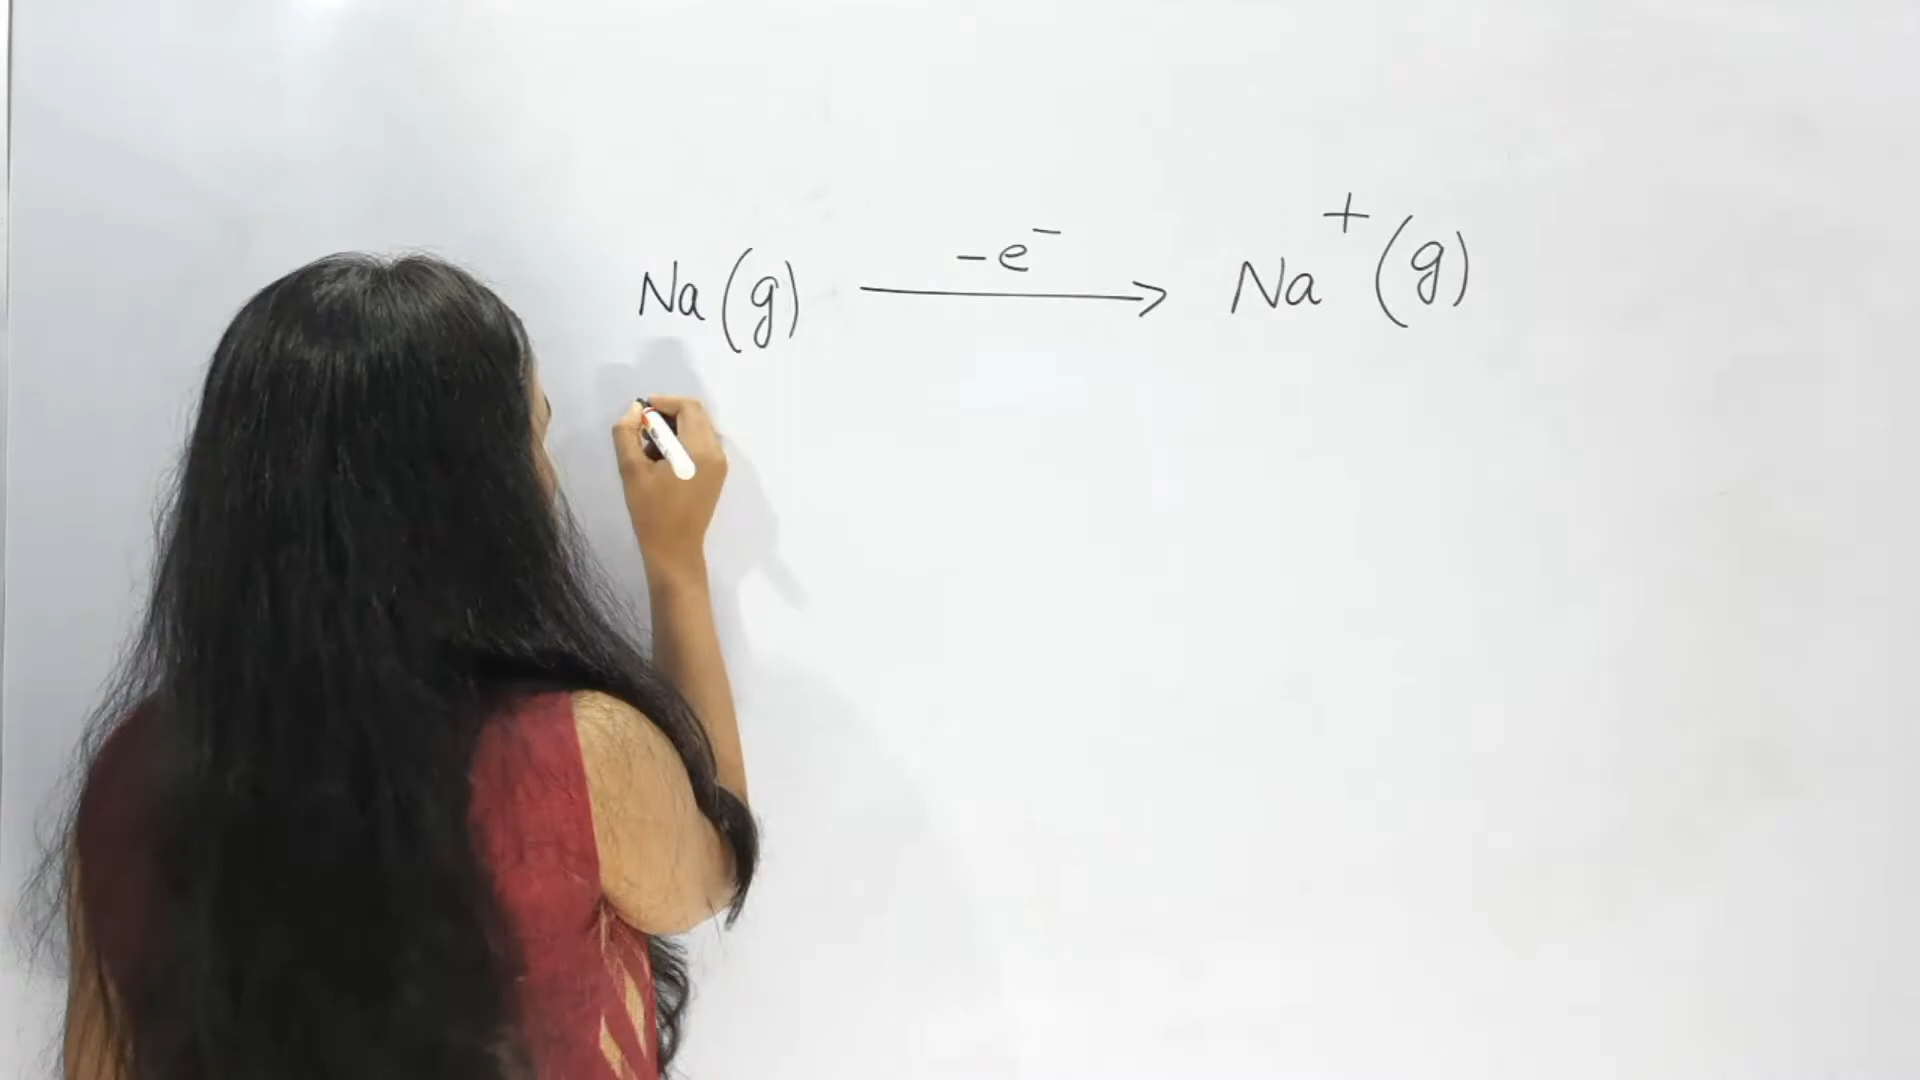 Na (g) —-e⁻→ Na⁺ (g)